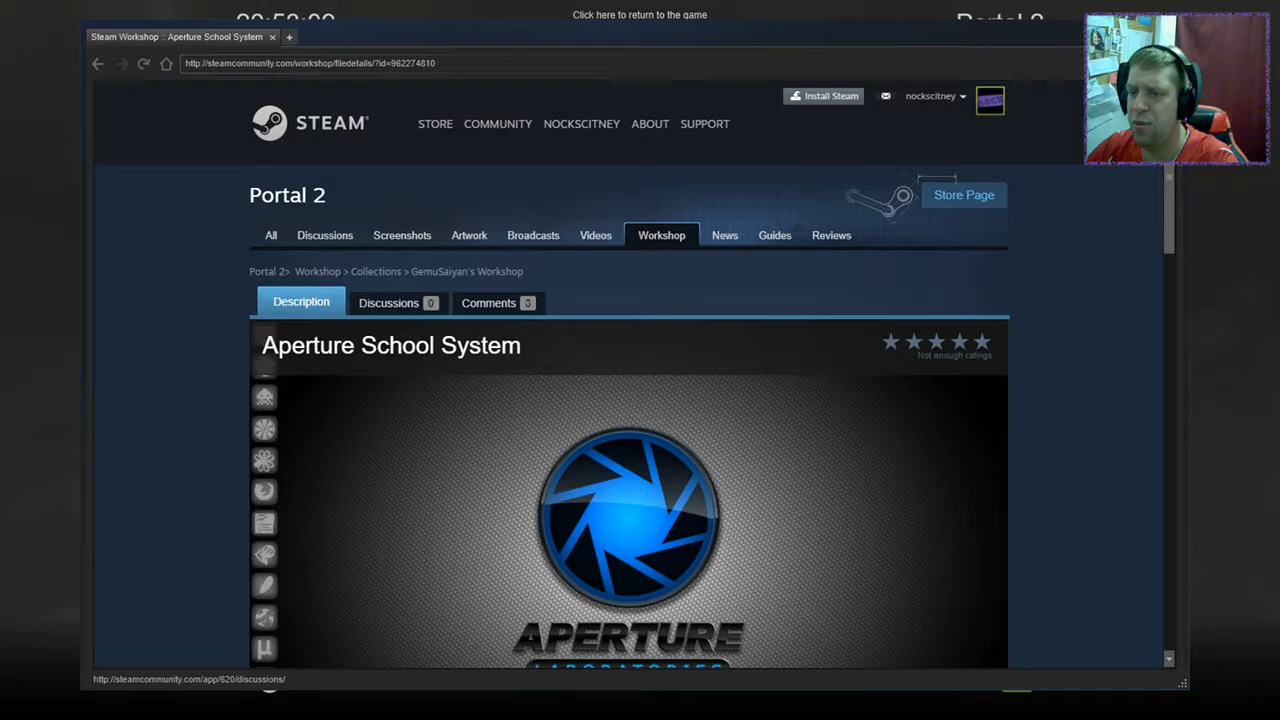 Click here to return to the game
Portal 2
Steam Workshop :: Aperture School System
http://steamcommunity.com/workshop/filedetails/?id=962274810
Install Steam
nockscitney
STEAM
STORE COMMUNITY NOCKSCITNEY ABOUT SUPPORT
Portal 2
Store Page
All Discussions Screenshots Artwork Broadcasts Videos Workshop News Guides Reviews
Portal 2> Workshop > Collections > GemuSaiyan's Workshop
Description Discussions 0 Comments 3
Aperture School System
Not enough ratings
APERTURE
LABORATORIES
http://steamcommunity.com/app/620/discussions/